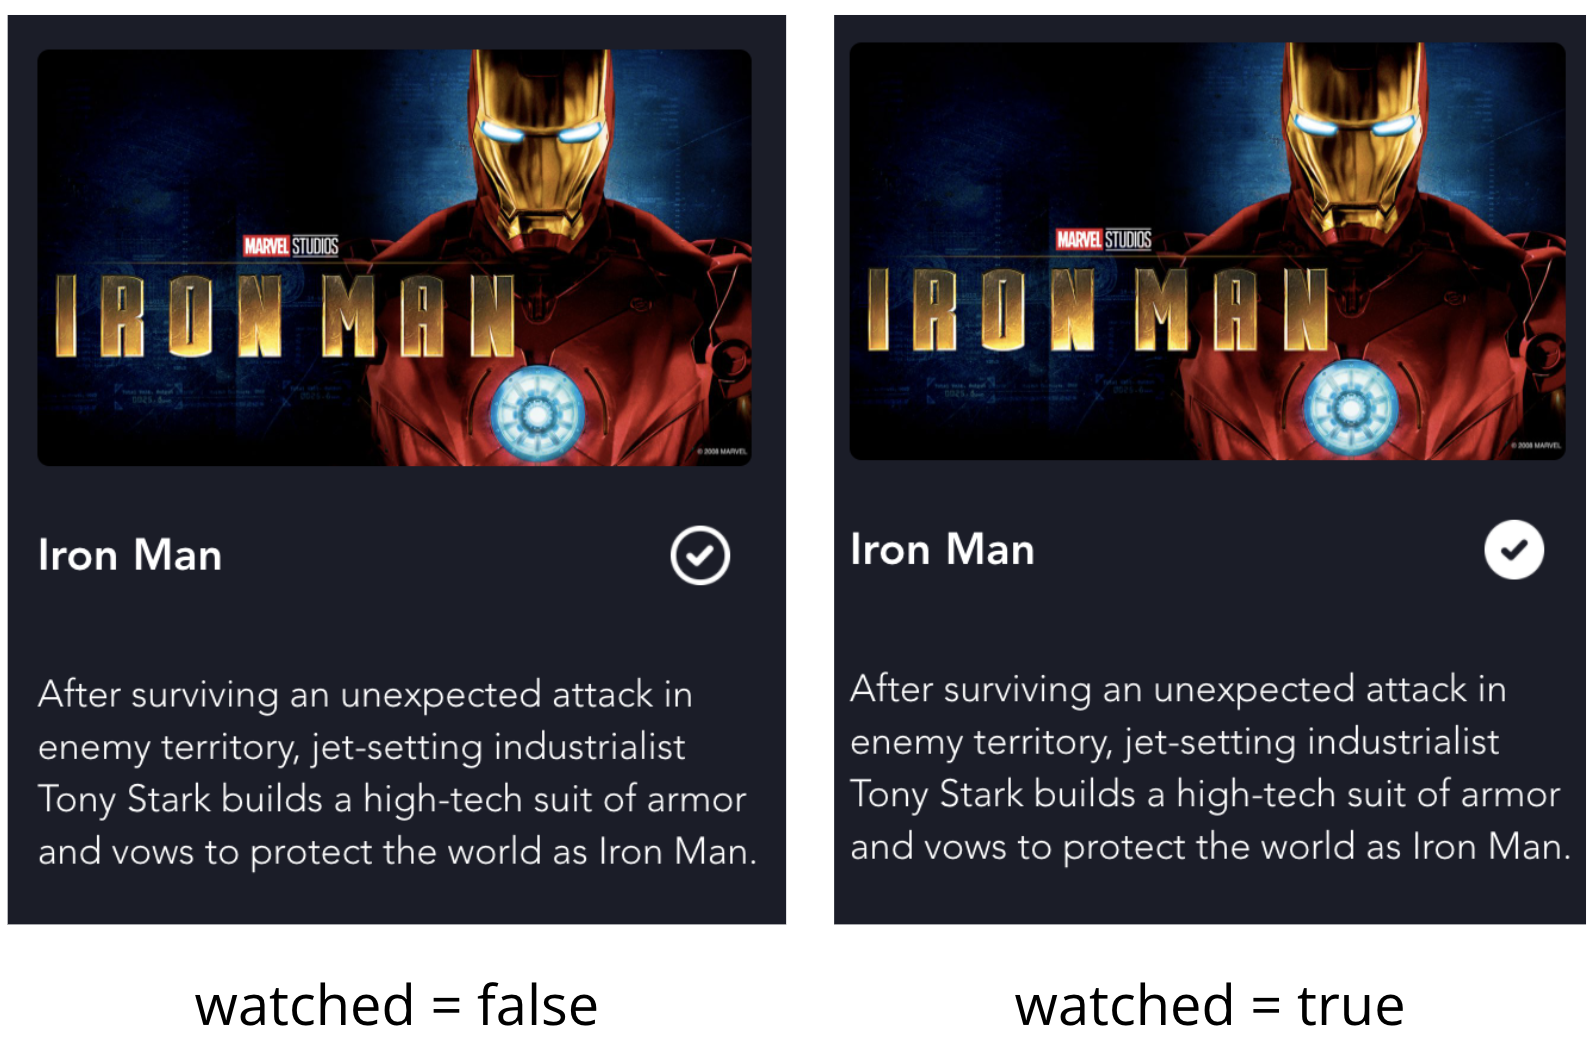 MARVEL STUDIOS
IRON MAN
© 2008 MARVEL
Iron Man
After surviving an unexpected attack in
enemy territory, jet-setting industrialist
Tony Stark builds a high-tech suit of armor
and vows to protect the world as Iron Man.
watched = false
MARVEL STUDIOS
IRON MAN
© 2008 MARVEL
Iron Man
After surviving an unexpected attack in
enemy territory, jet-setting industrialist
Tony Stark builds a high-tech suit of armor
and vows to protect the world as Iron Man.
watched = true